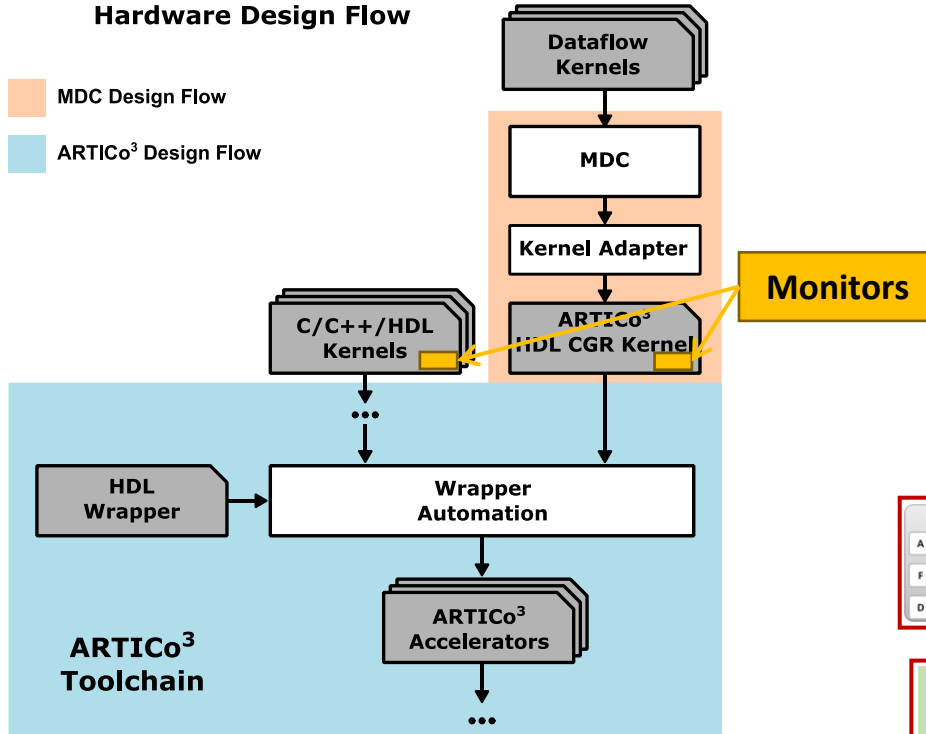 Hardware Design Flow
MDC Design Flow
ARTICo³ Design Flow
Dataflow
Kernels
MDC
Kernel Adapter
Monitors
C/C++/HDL
Kernels
ARTICo³
HDL CGR Kernel
...
HDL
Wrapper
Wrapper
Automation
ARTICo³
Accelerators
ARTICo³
Toolchain
...
A
F
D